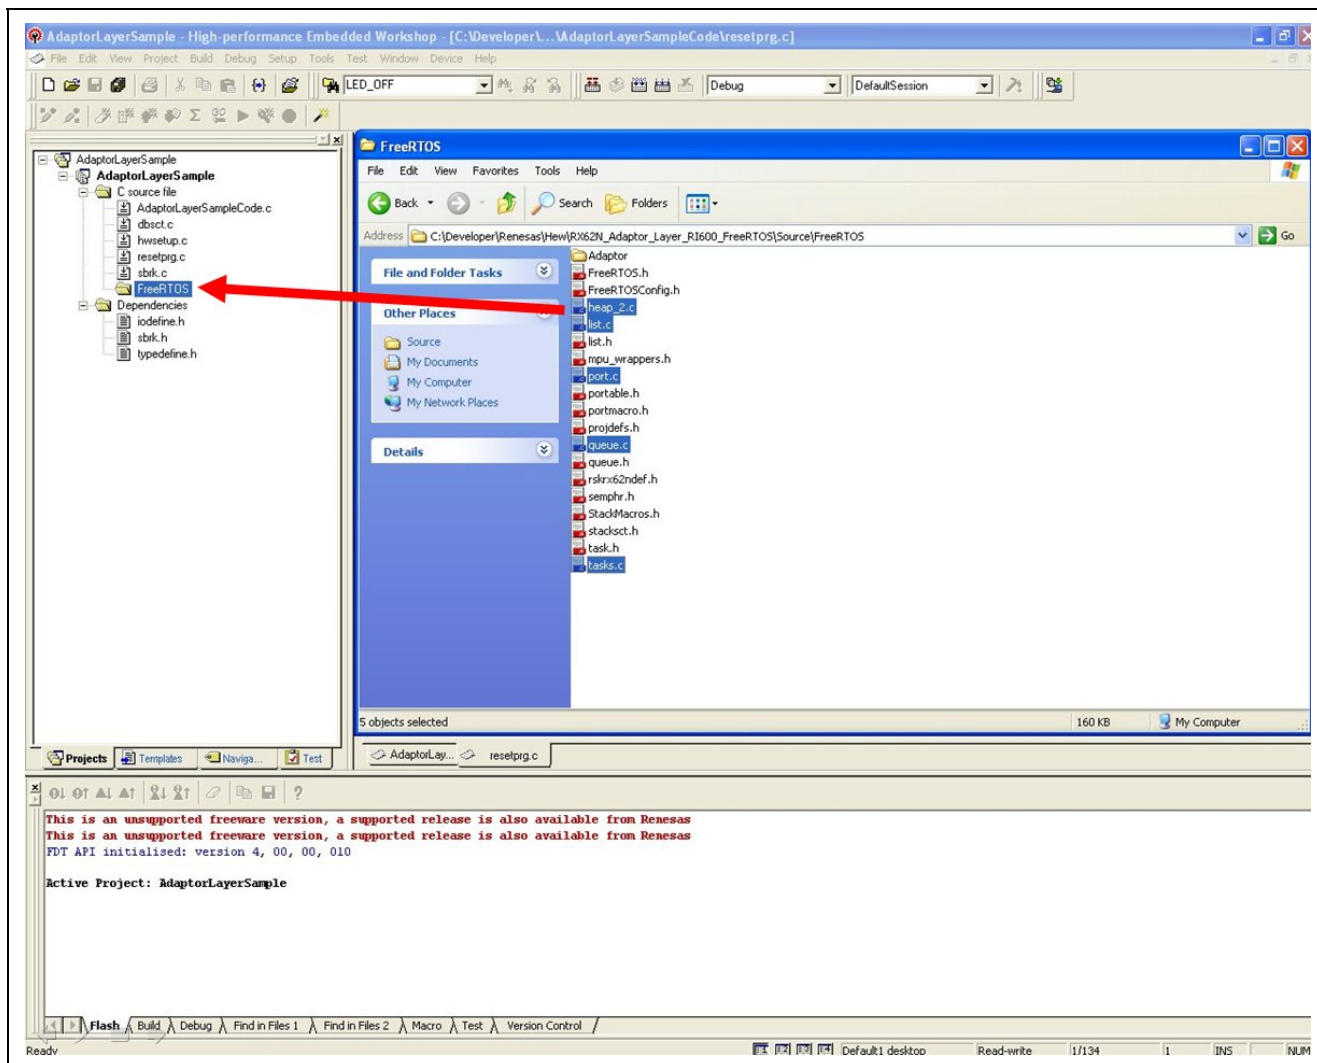 AdaptorLayerSample - High-performance Embedded Workshop - [C:\Developer\...\AdaptorLayerSampleCode\resetprg.c]
File Edit View Project Build Debug Setup Tools Test Window Device Help
LED_OFF Debug DefaultSession
AdaptorLayerSample
AdaptorLayerSample
C source file
AdaptorLayerSampleCode.c
dbsct.c
hwsetup.c
resetprg.c
sbrk.c
FreeRTOS
Dependencies
iodefine.h
sbrk.h
typedefine.h
Projects Templates Naviga... Test
FreeRTOS
File Edit View Favorites Tools Help
Back Search Folders
Address C:\Developer\Renesas\Hew\RX62N_Adaptor_Layer_RI600_FreeRTOS\Source\FreeRTOS Go
File and Folder Tasks
Other Places
Source
My Documents
My Computer
My Network Places
Details
Adaptor
FreeRTOS.h
FreeRTOSConfig.h
heap_2.c
list.c
list.h
mpu_wrappers.h
port.c
portable.h
portmacro.h
projdefs.h
queue.c
queue.h
rskrx62ndef.h
semphr.h
StackMacros.h
stacksct.h
task.h
tasks.c
5 objects selected 160 KB My Computer
AdaptorLay... resetprg.c
This is an unsupported freeware version, a supported release is also available from Renesas
This is an unsupported freeware version, a supported release is also available from Renesas
FDT API initialised: version 4, 00, 00, 010
Active Project: AdaptorLayerSample
Flash Build Debug Find in Files 1 Find in Files 2 Macro Test Version Control
Ready Default1 desktop Read-write 1/134 1 INS NUM